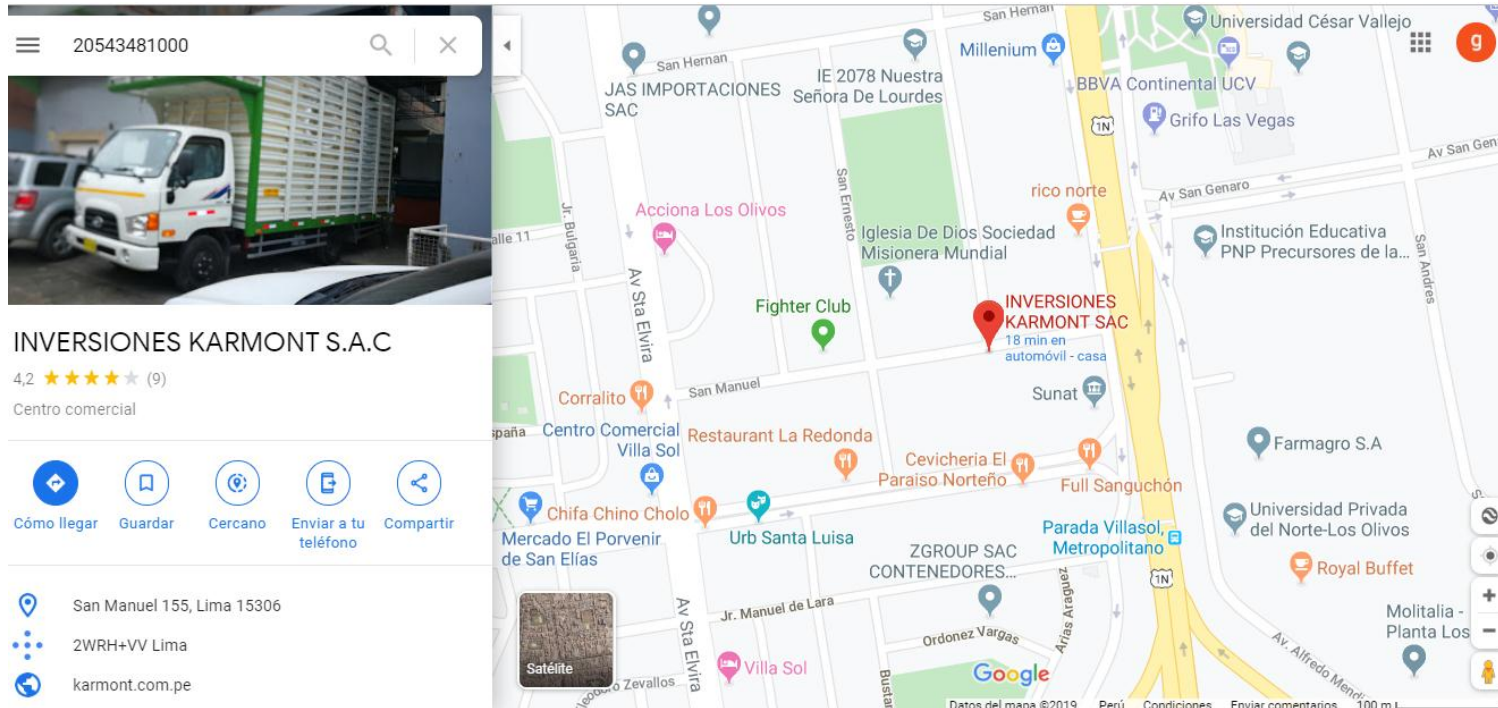 20543481000
INVERSIONES KARMONT S.A.C
4,2 (9)
Centro comercial
Cómo llegar
Guardar
Cercano
Enviar a tu
teléfono
Compartir
San Manuel 155, Lima 15306
2WRH+VV Lima
karmont.com.pe
San Hernan
San Hernan
JAS IMPORTACIONES
SAC
IE 2078 Nuestra
Señora De Lourdes
Millenium
Universidad César Vallejo
g
BBVA Continental UCV
Grifo Las Vegas
1N
Av San Gen
Av San Genaro
rico norte
San Ernesto
Jr. Bulgaria
alle 11
Acciona Los Olivos
Iglesia De Dios Sociedad
Misionera Mundial
Institución Educativa
PNP Precursores de la...
San Andres
Av Sta Elvira
Fighter Club
INVERSIONES
KARMONT SAC
18 min en
automóvil - casa
San Manuel
Corralito
Sunat
spaña
Centro Comercial
Villa Sol
Restaurant La Redonda
Cevicheria El
Paraiso Norteño
Full Sanguchón
Farmagro S.A
Chifa Chino Cholo
Mercado El Porvenir
de San Elías
Urb Santa Luisa
Parada Villasol,
Metropolitano
Universidad Privada
del Norte-Los Olivos
ZGROUP SAC
CONTENEDORES...
Royal Buffet
1N
Jr. Manuel de Lara
Arias Araguez
Ordonez Vargas
Molitalia -
Planta Los
Av Sta Elvira
Av. Alfredo Mendi
Satélite
Villa Sol
Zevallos
Busta
Google
Datos del mapa ©2019 Perú Condiciones Enviar comentarios 100 m